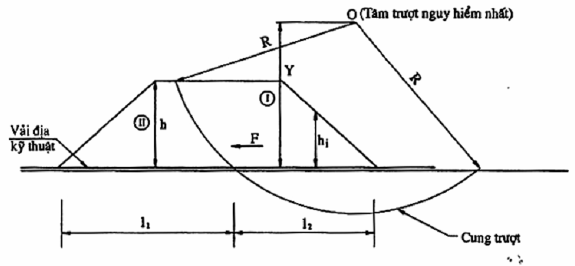 O (Tâm trượt nguy hiểm nhất)
R
R
Y
I
II
h
F
hi
Vải địa
kỹ thuật
l1
l2
Cung trượt